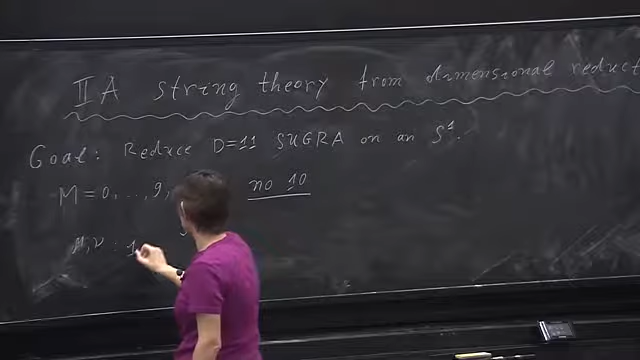 IIA string theory from dimensional reduct
Goal: Reduce D=11 SUGRA on an S¹.
M = 0, ..., 9, no 10
μ, ν :